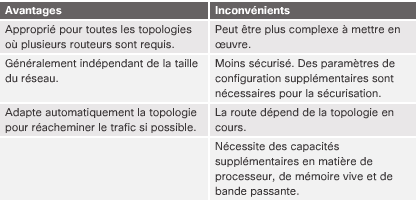 Avantages
Inconvénients
Approprié pour toutes les topologies
où plusieurs routeurs sont requis.
Peut être plus complexe à mettre en
œuvre.
Généralement indépendant de la taille
du réseau.
Moins sécurisé. Des paramètres de
configuration supplémentaires sont
nécessaires pour la sécurisation.
Adapte automatiquement la topologie
pour réacheminer le trafic si possible.
La route dépend de la topologie en
cours.
Nécessite des capacités
supplémentaires en matière de
processeur, de mémoire vive et de
bande passante.